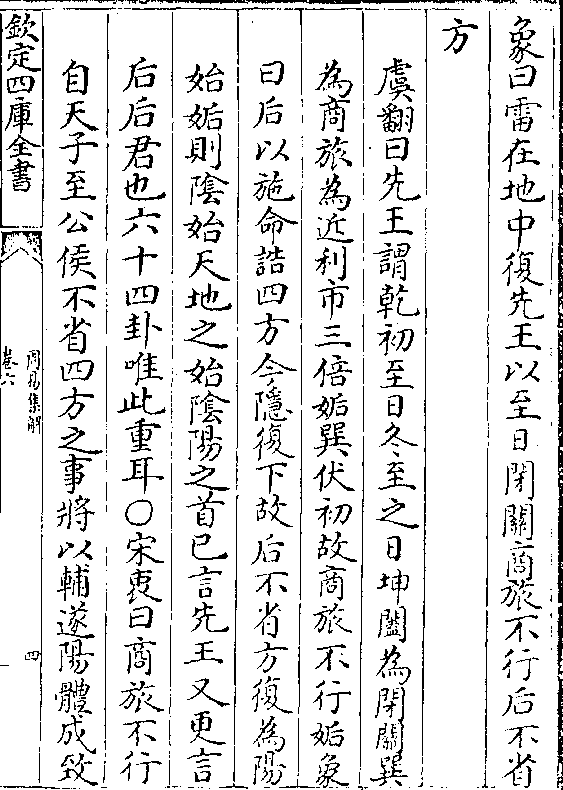 象曰雷在地中復先王以至日閉關商旅不行后不省
方
虞翻曰先王謂乾初至日冬至之日坤闔為閉關巽
為商旅為近利市三倍姤巽伏初故商旅不行姤象
曰后以施命誥四方今隱復下故后不省方復為陽
始姤則陰始天地之始陰陽之首已言先王又更言
后后君也六十四卦唯此重耳○宋衷曰商旅不行
自天子至公侯不省四方之事將以輔遂陽體成致
欽定四庫全書
周易集解
卷六
四